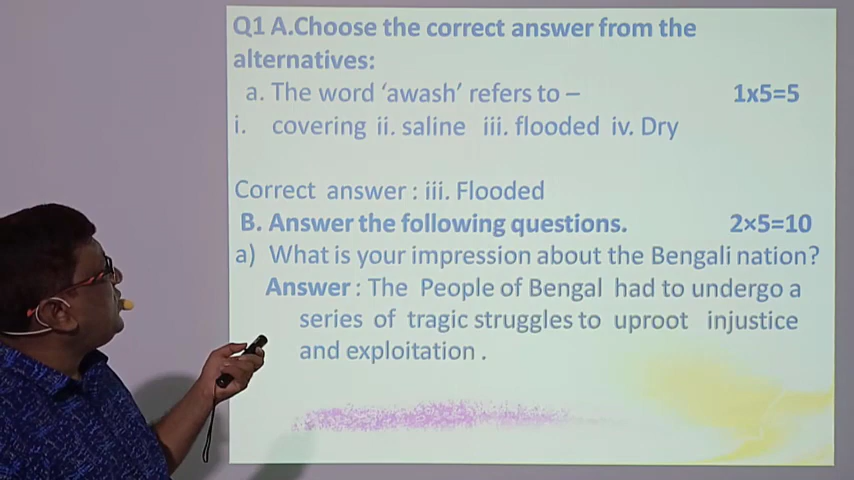 Q1 A.Choose the correct answer from the
alternatives:
a. The word ‘awash’ refers to – 1x5=5
i. covering ii. saline iii. flooded iv. Dry
Correct answer : iii. Flooded
B. Answer the following questions. 2×5=10
a) What is your impression about the Bengali nation?
Answer : The People of Bengal had to undergo a
series of tragic struggles to uproot injustice
and exploitation .